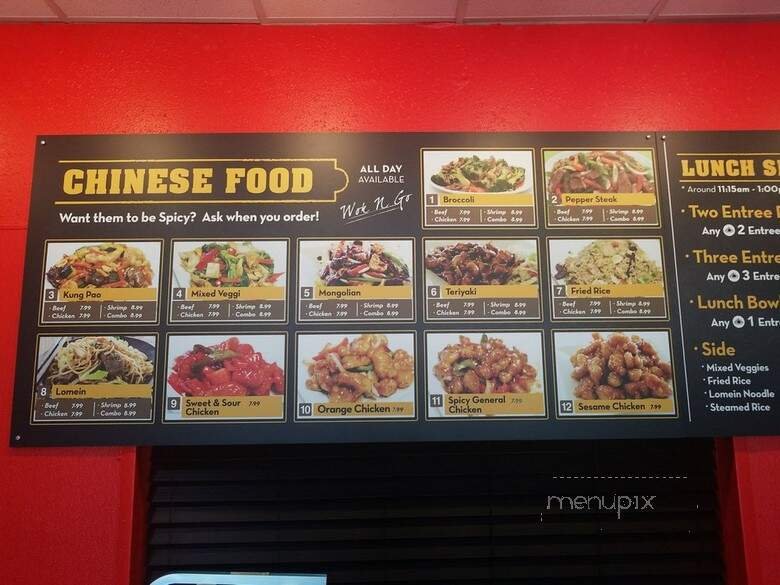 CHINESE FOOD
ALL DAY
AVAILABLE
Want them to be Spicy? Ask when you order!
Wok N Go
1 Broccoli
· Beef 7.99 · Shrimp 8.99
· Chicken 7.99 · Combo 8.99
2 Pepper Steak
· Beef 7.99 · Shrimp 8.99
· Chicken 7.99 · Combo 8.99
3 Kung Pao
· Beef 7.99 · Shrimp 8.99
· Chicken 7.99 · Combo 8.99
4 Mixed Veggi
· Beef 7.99 · Shrimp 8.99
· Chicken 7.99 · Combo 8.99
5 Mongolian
· Beef 7.99 · Shrimp 8.99
· Chicken 7.99 · Combo 8.99
6 Teriyaki
· Beef 7.99 · Shrimp 8.99
· Chicken 7.99 · Combo 8.99
7 Fried Rice
· Beef 7.99 · Shrimp 8.99
· Chicken 7.99 · Combo 8.99
8 Lomein
· Beef 7.99 · Shrimp 8.99
· Chicken 7.99 · Combo 8.99
9 Sweet & Sour
Chicken 7.99
10 Orange Chicken 7.99
11 Spicy General 7.99
Chicken
12 Sesame Chicken 7.99
LUNCH S
* Around 11:15am - 1:00p
· Two Entree
Any 2 Entree
· Three Entre
Any 3 Entre
· Lunch Bow
Any 1 Entr
· Side
· Mixed Veggies
· Fried Rice
· Lomein Noodle
· Steamed Rice
menupix